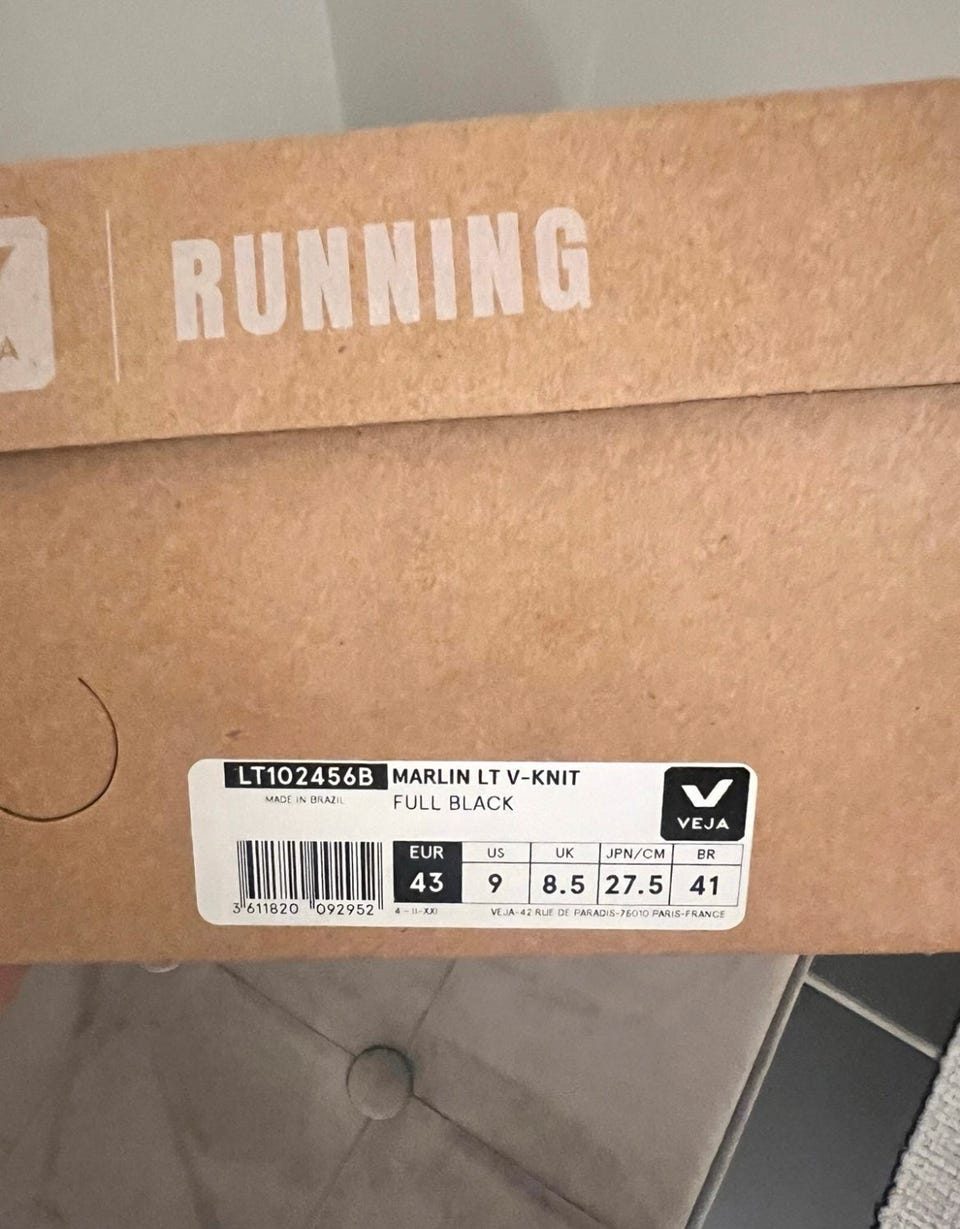 A
RUNNING
LT102456B MARLIN LT V-KNIT
MADE IN BRAZIL FULL BLACK
VEJA
EUR US UK JPN/CM BR
43 9 8.5 27.5 41
3 611820 092952
VEJA-42 RUE DE PARADIS-75010 PARIS-FRANCE